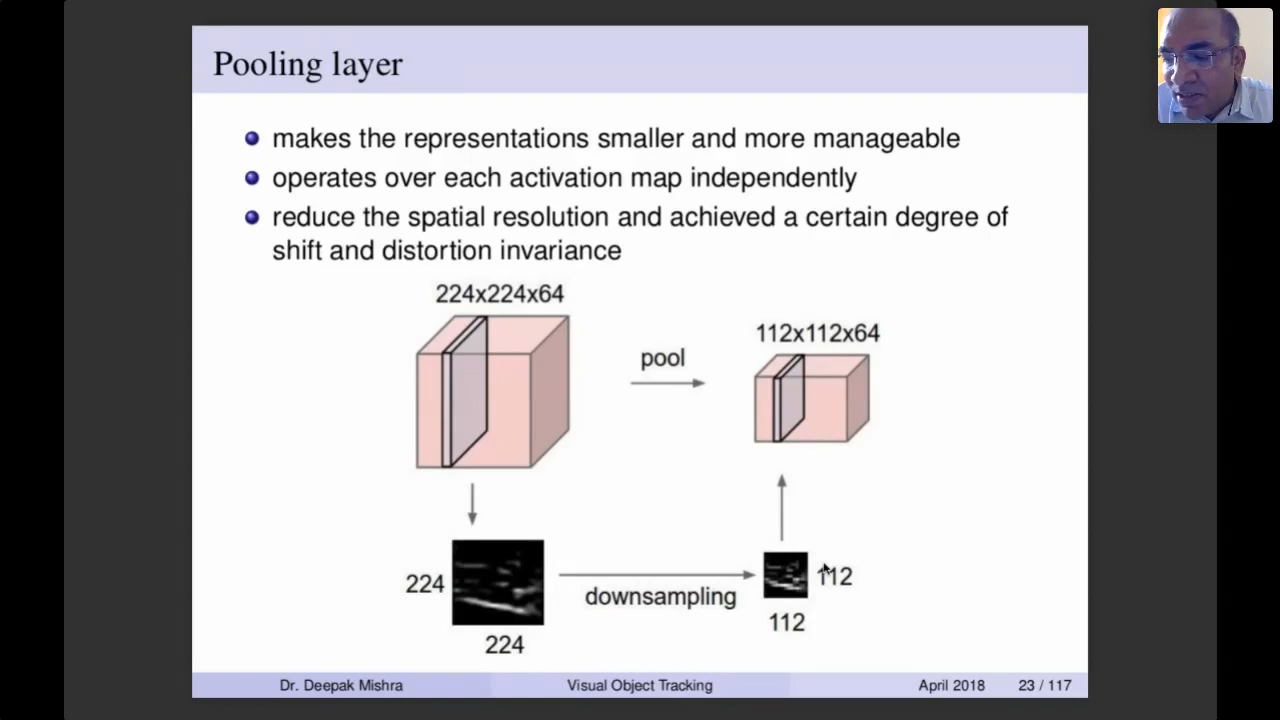 Pooling layer
makes the representations smaller and more manageable
operates over each activation map independently
reduce the spatial resolution and achieved a certain degree of
shift and distortion invariance
224x224x64
112x112x64
pool
224
224
downsampling
112
112
Dr. Deepak Mishra Visual Object Tracking April 2018 23 / 117